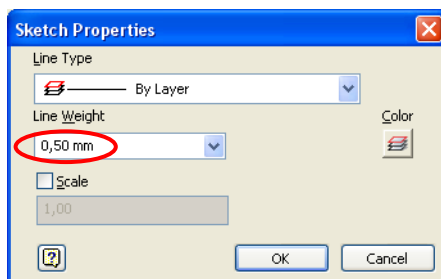 Sketch Properties
Line Type
By Layer
Line Weight
Color
0,50 mm
Scale
1,00
OK
Cancel